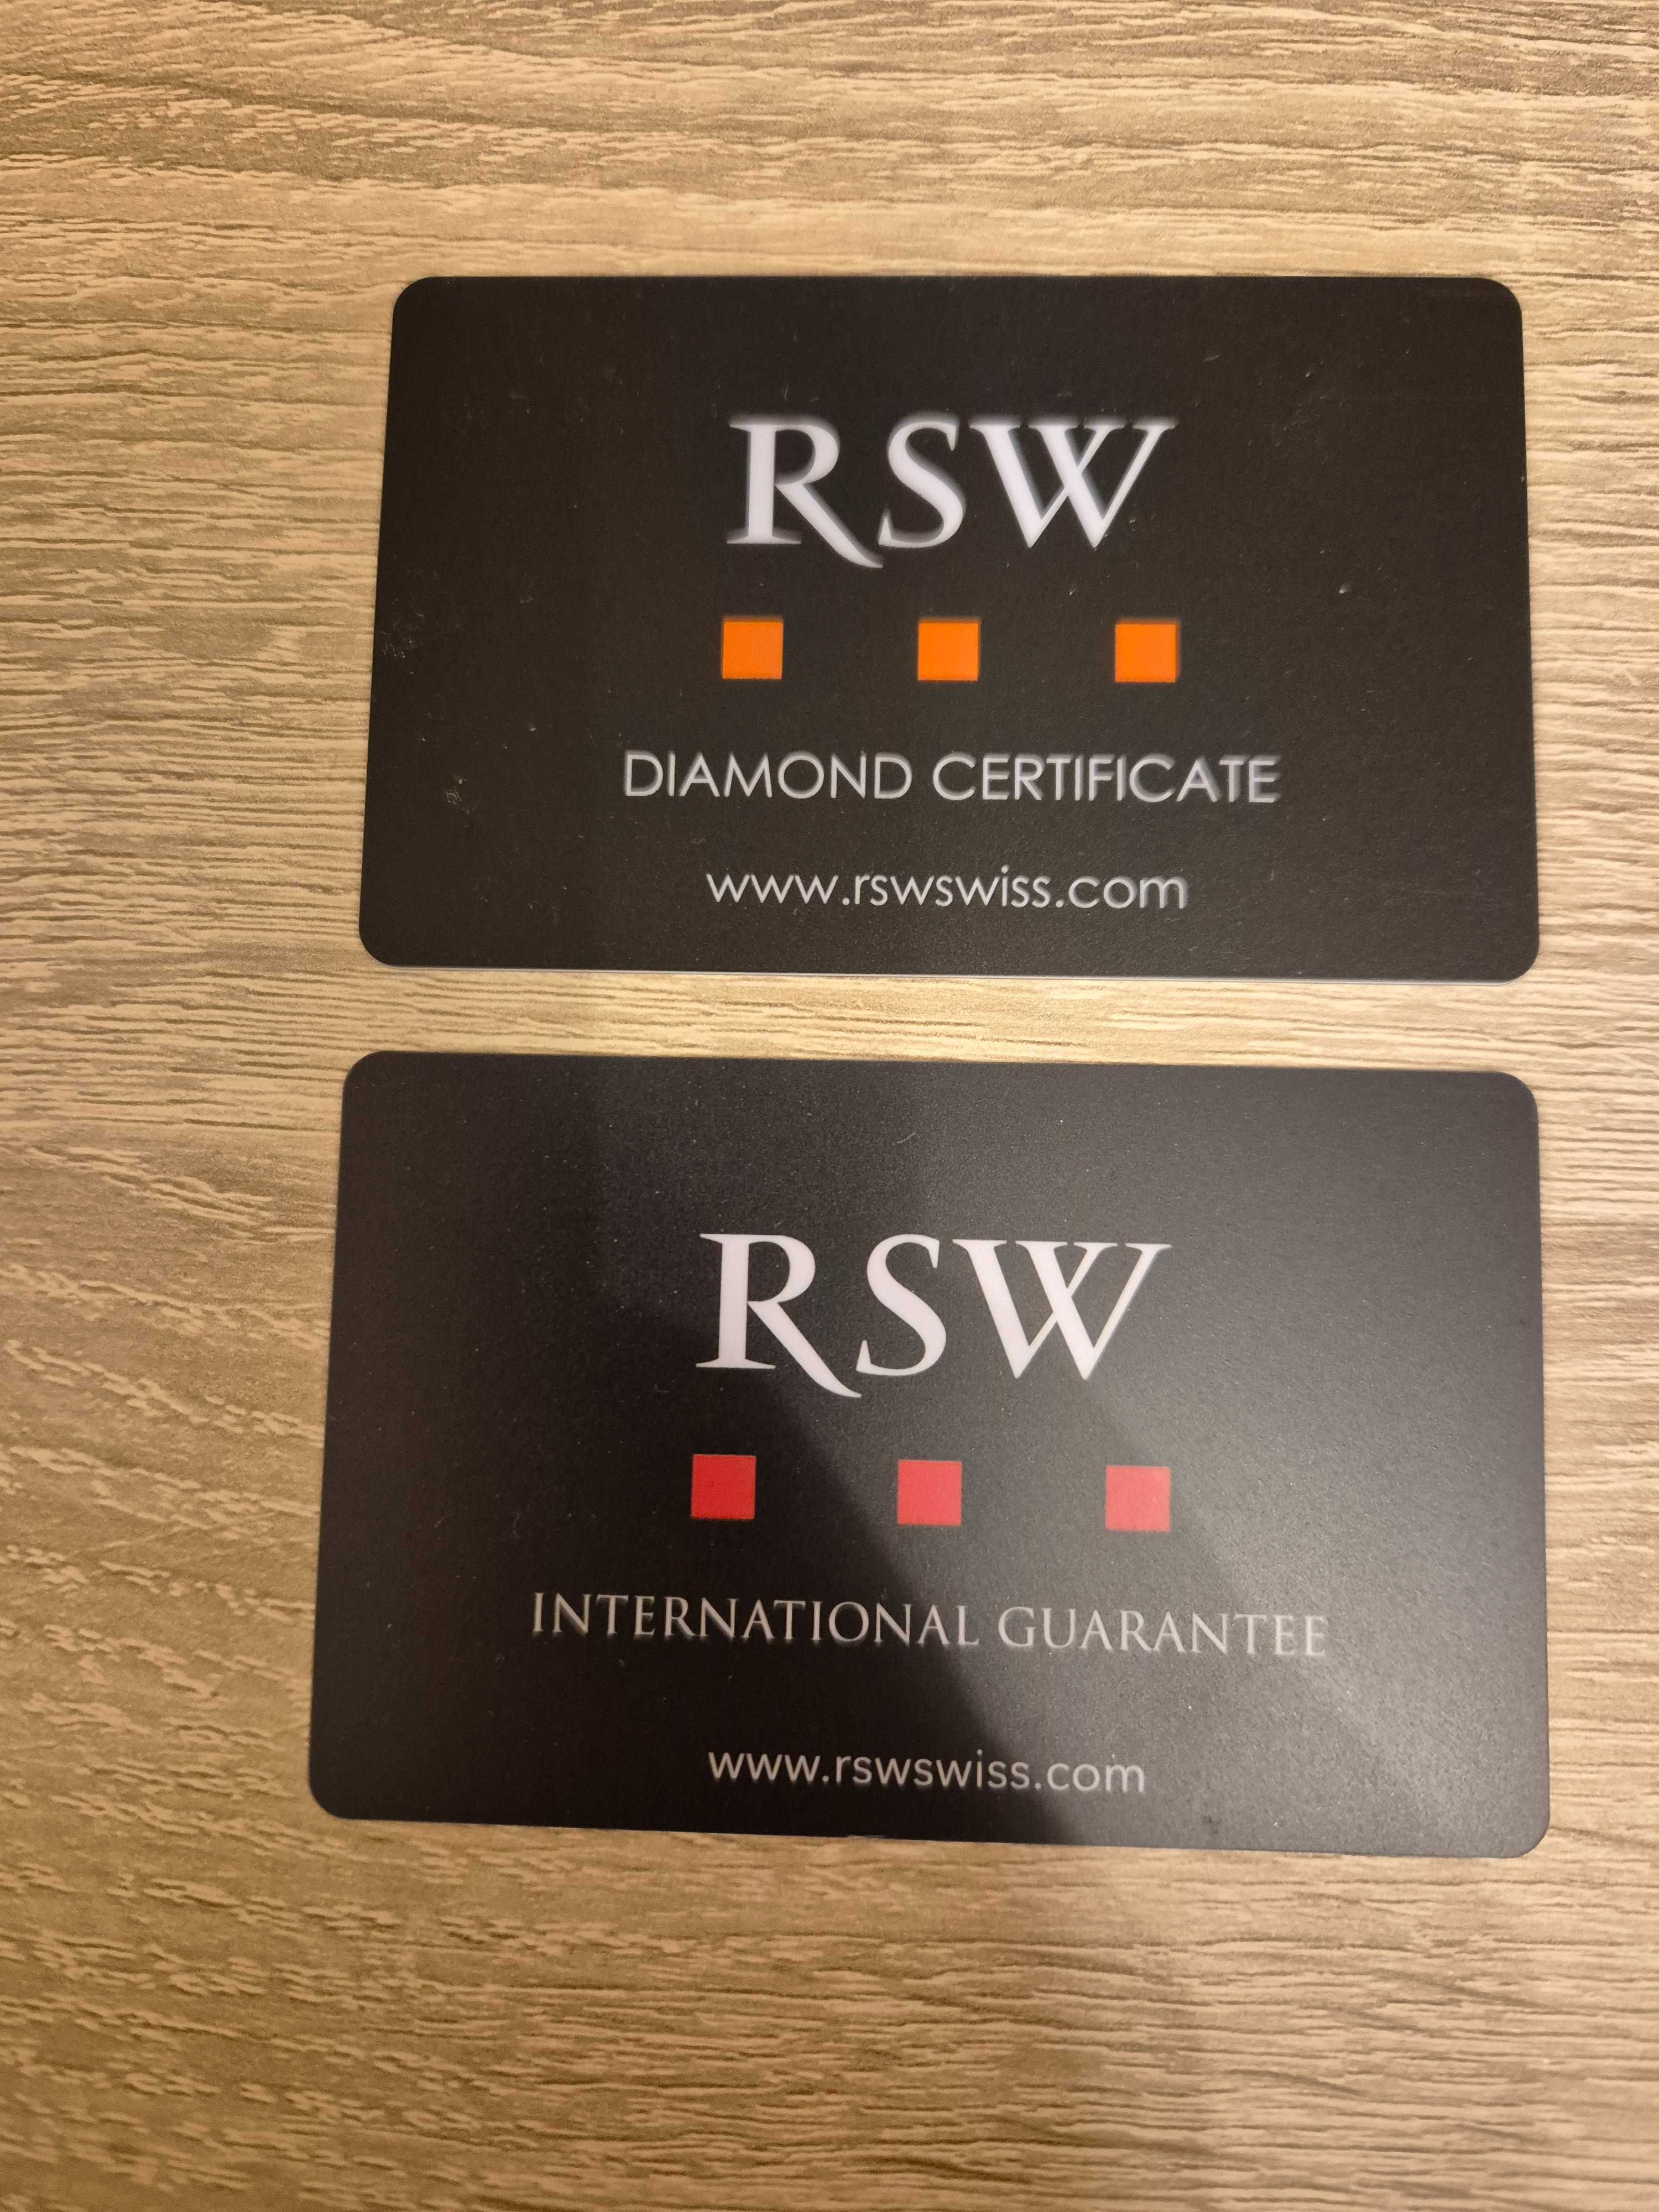 RSW
DIAMOND CERTIFICATE
www.rswswiss.com
RSW
INTERNATIONAL GUARANTEE
www.rswswiss.com